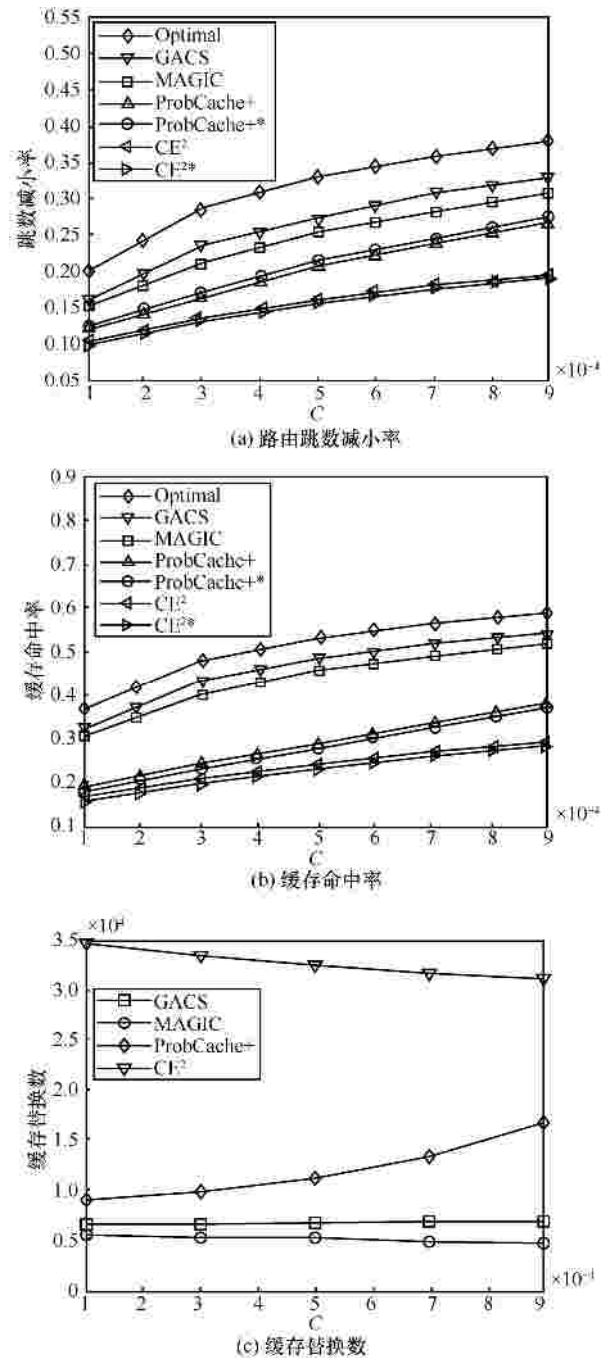 0.55
0.50
0.45
0.40
0.35
0.30
0.25
0.20
0.15
0.10
0.05
跳数减小率
Optimal
GACS
MAGIC
ProbCache+
ProbCache+*
CE²
CE²*
1 2 3 4 5 6 7 8 9
C
(a) 路由跳数减小率
0.9
0.8
0.7
0.6
0.5
0.4
0.3
0.2
0.1
缓存命中率
Optimal
GACS
MAGIC
ProbCache+
ProbCache+*
CE²
CE²*
1 2 3 4 5 6 7 8 9
C
(b) 缓存命中率
3.5
3.0
2.5
2.0
1.5
1.0
0.5
0
缓存替换数
GACS
MAGIC
ProbCache+
CE²
1 2 3 4 5 6 7 8 9
C
(c) 缓存替换数